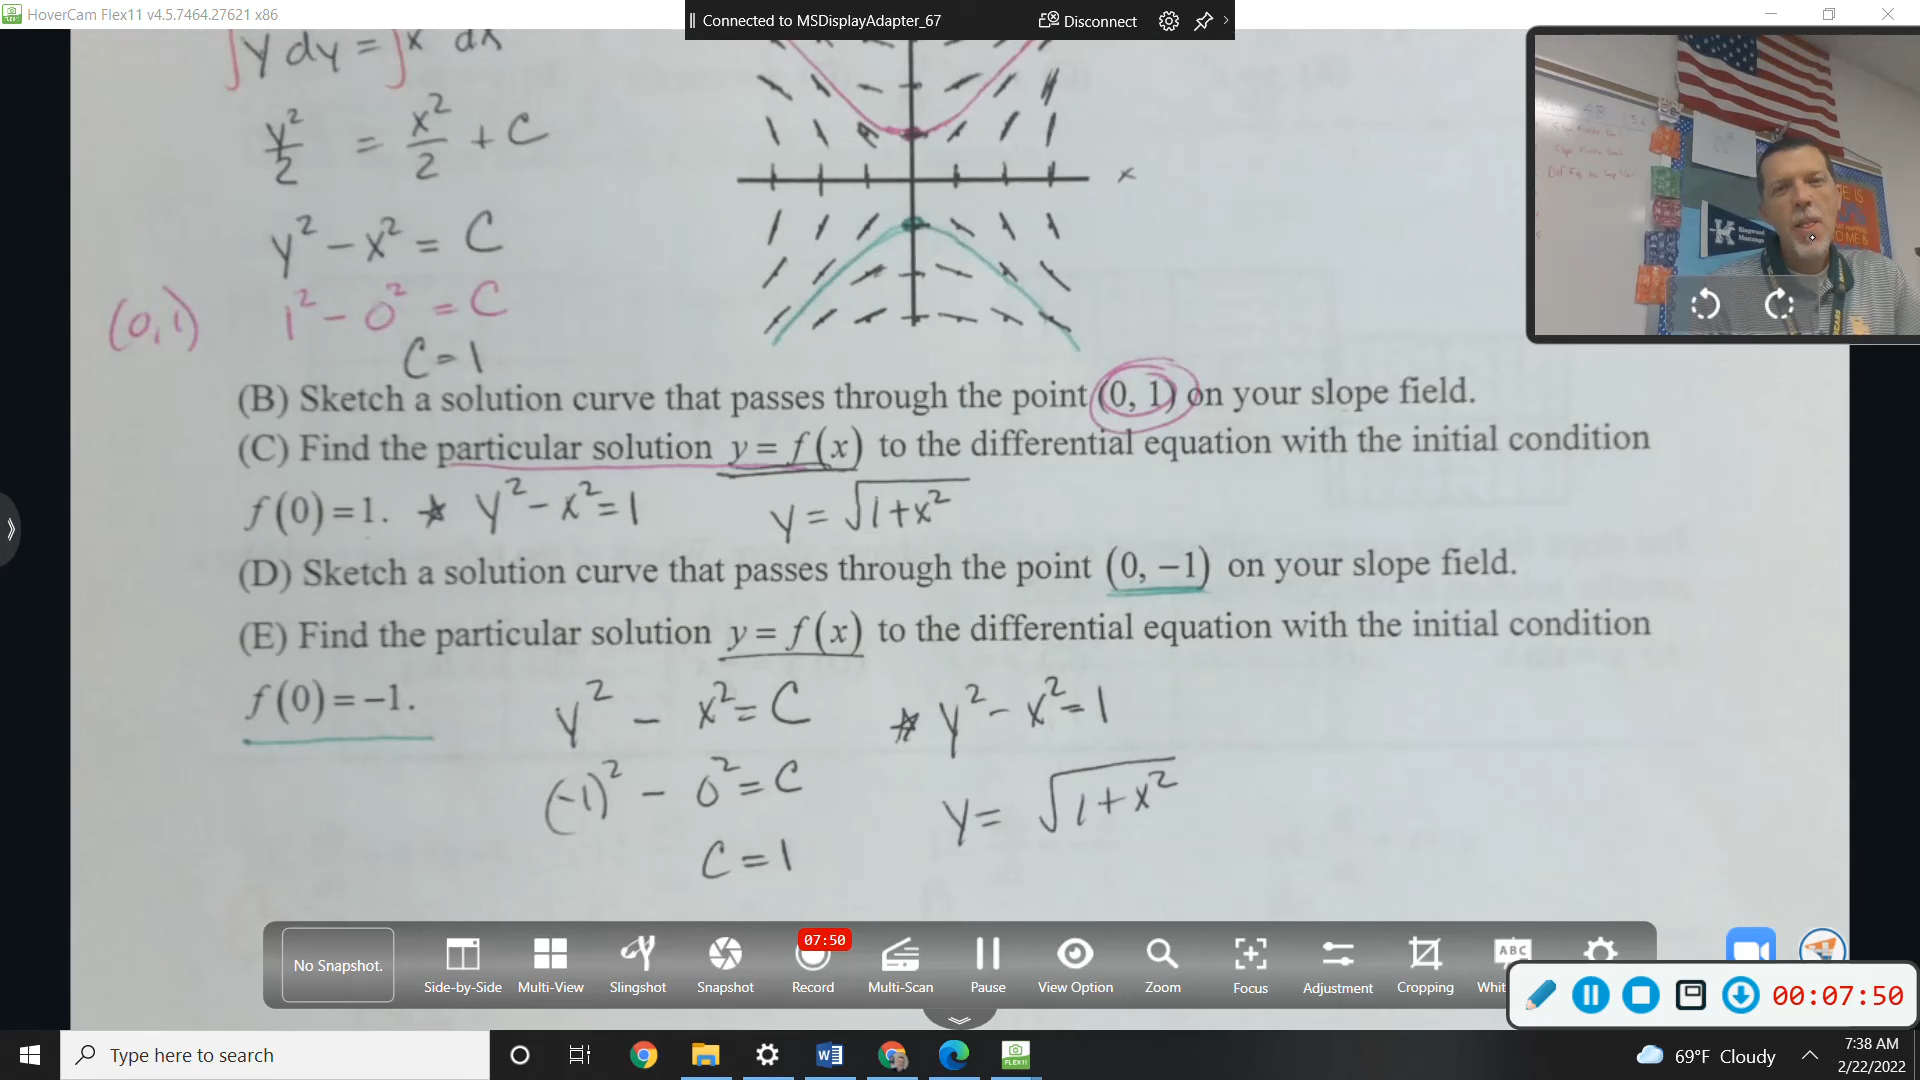 HoverCam Flex11 v4.5.7464.27621 x86
Connected to MSDisplayAdapter_67 Disconnect
∫y dy = ∫x dx
y²/2 = x²/2 + C
x
y² − x² = C
(0,1) 1² − 0² = C
C = 1
(B) Sketch a solution curve that passes through the point (0, 1) on your slope field.
(C) Find the particular solution y = f(x) to the differential equation with the initial condition
f(0) = 1. ★ y² − x² = 1 y = √(1+x²)
(D) Sketch a solution curve that passes through the point (0, −1) on your slope field.
(E) Find the particular solution y = f(x) to the differential equation with the initial condition
f(0) = −1. y² − x² = C ★ y² − x² = 1
(−1)² − 0² = C y = √(1+x²)
C = 1
07:50
No Snapshot.
Side-by-Side Multi-View Slingshot Snapshot Record Multi-Scan Pause View Option Zoom Focus Adjustment Cropping Whit
ABC
00:07:50
Type here to search
FLEX11
69°F Cloudy
7:38 AM
2/22/2022